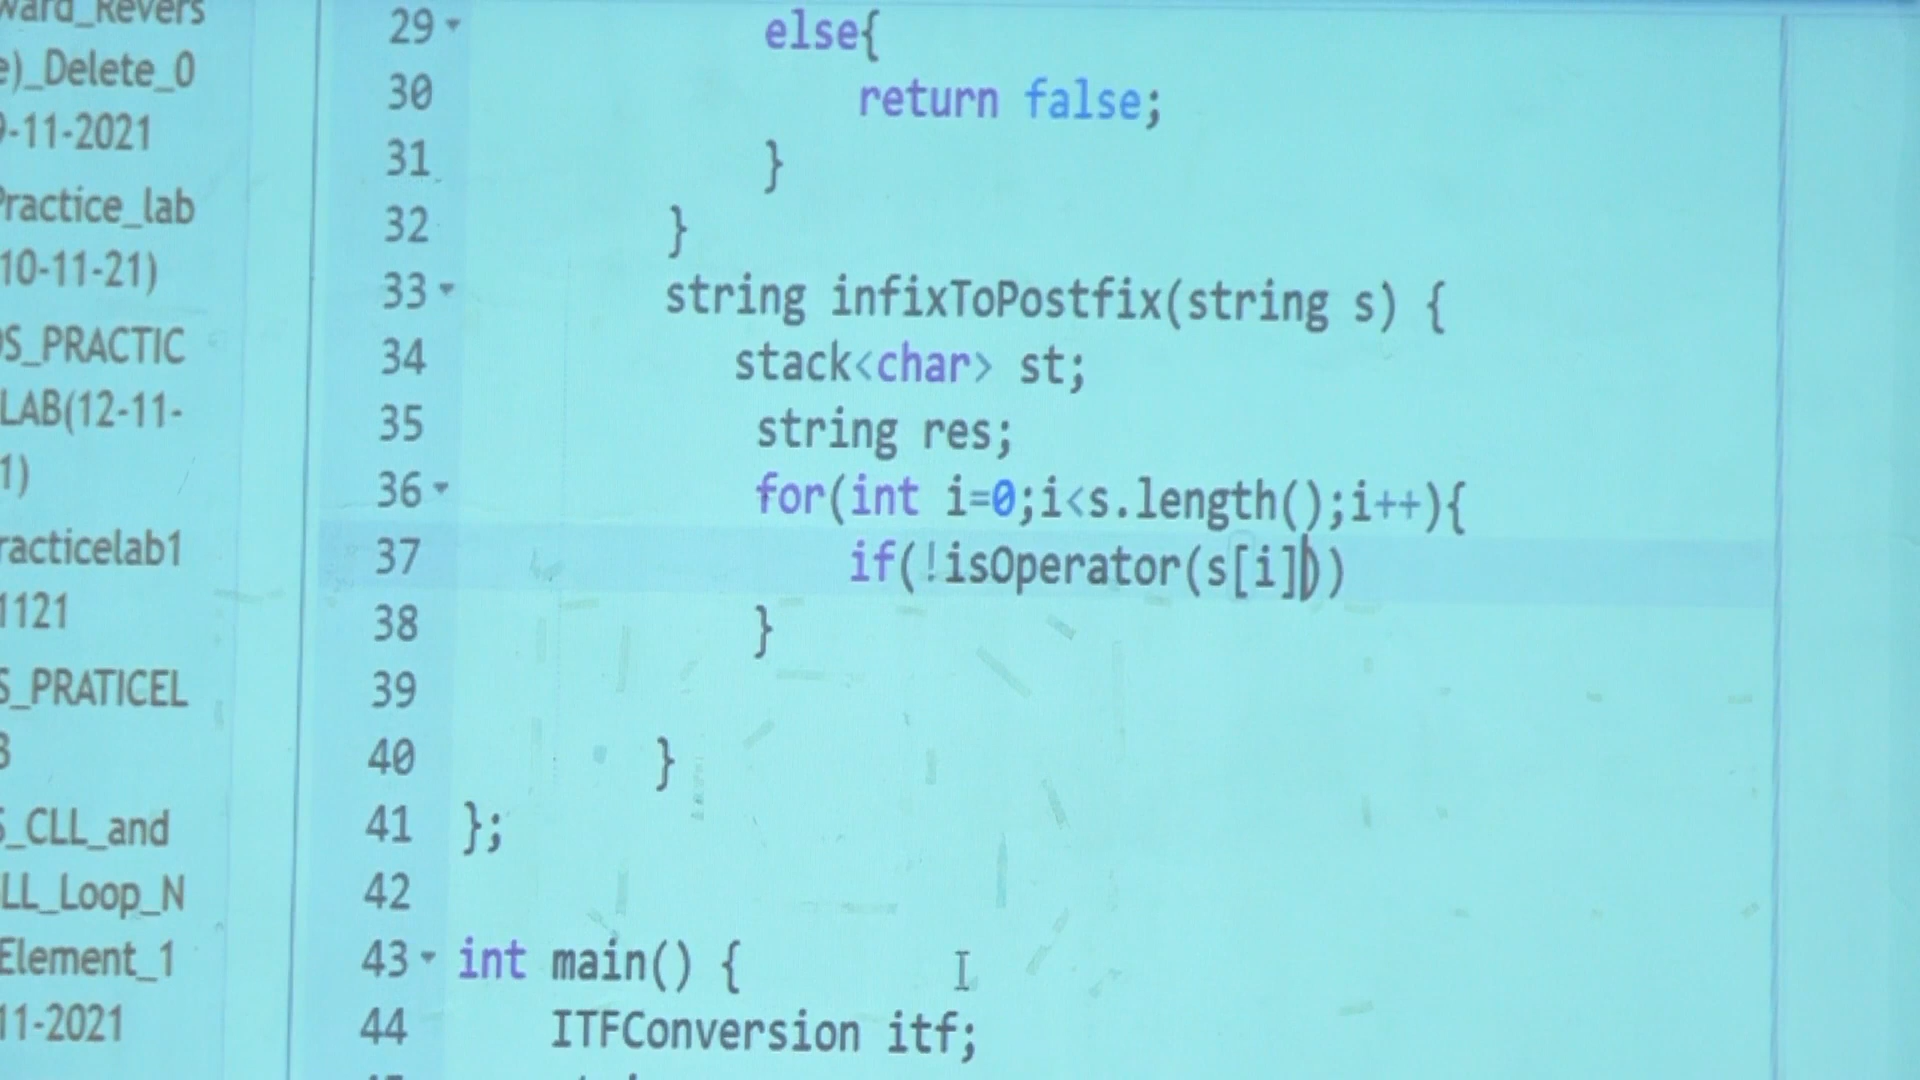 _Delete_0
-11-2021
Practice_lab
10-11-21)
S_PRACTIC
LAB(12-11-
1)
racticelab1
1121
S_PRATICEL
3
_CLL_and
LL_Loop_N
Element_1
11-2021
29 else{
30 return false;
31 }
32 }
33 string infixToPostfix(string s) {
34 stack<char> st;
35 string res;
36 for(int i=0;i<s.length();i++){
37 if(!isOperator(s[i]))
38 }
39
40 }
41 };
42
43 int main() {
44 ITFConversion itf;